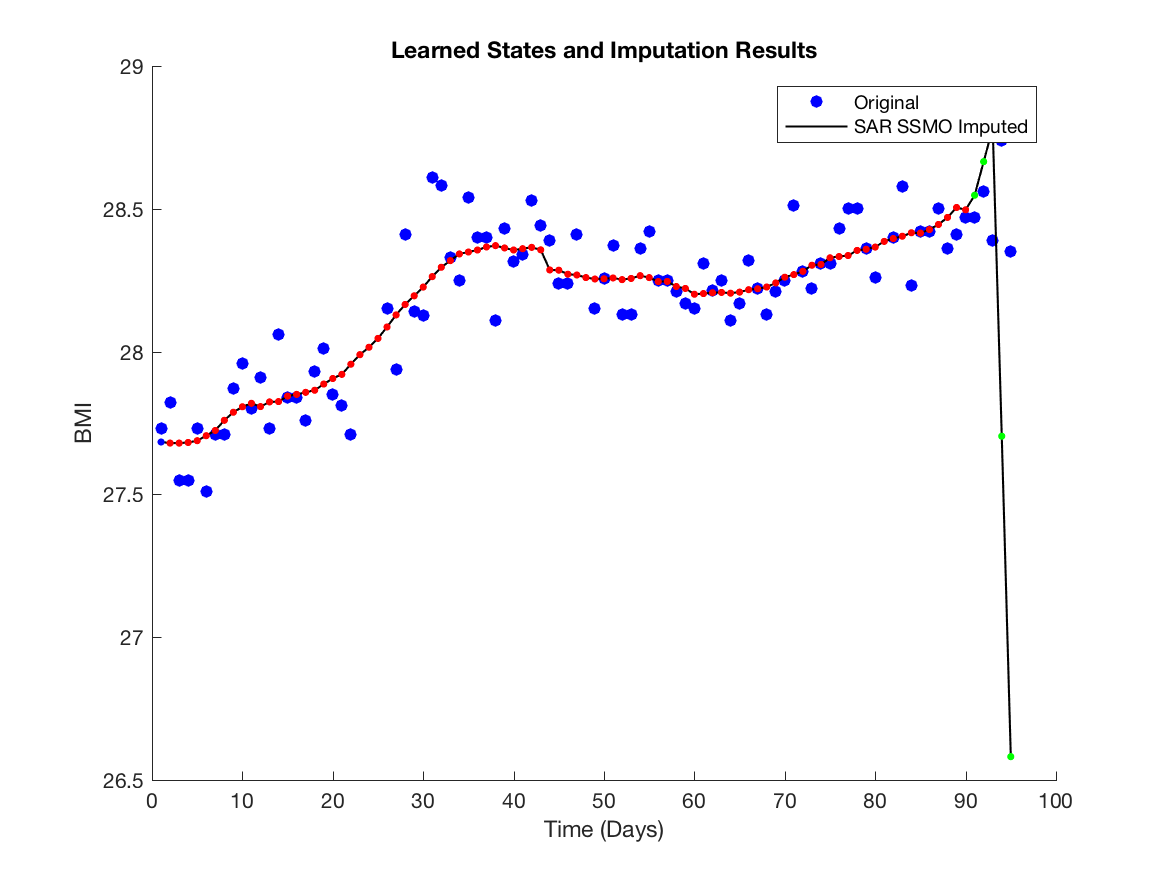 Learned States and Imputation Results
29
Original
SAR SSMO Imputed
28.5
28
BMI
27.5
27
26.5
0 10 20 30 40 50 60 70 80 90 100
Time (Days)